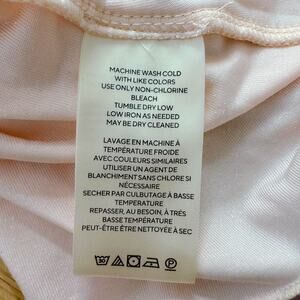 MACHINE WASH COLD
WITH LIKE COLORS
USE ONLY NON-CHLORINE
BLEACH
TUMBLE DRY LOW
LOW IRON AS NEEDED
MAY BE DRY CLEANED
LAVAGE EN MACHINE À
TEMPÉRATURE FROIDE
AVEC COULEURS SIMILAIRES
UTILISER UN AGENT DE
BLANCHIMENT SANS CHLORE SI
NÉCESSAIRE
SECHER PAR CULBUTAGE À BASSE
TEMPERATURE
REPASSER, AU BESOIN, À TRÈS
BASSE TEMPÉRATURE
PEUT-ÊTRE ÊTRE NETTOYÉE À SEC